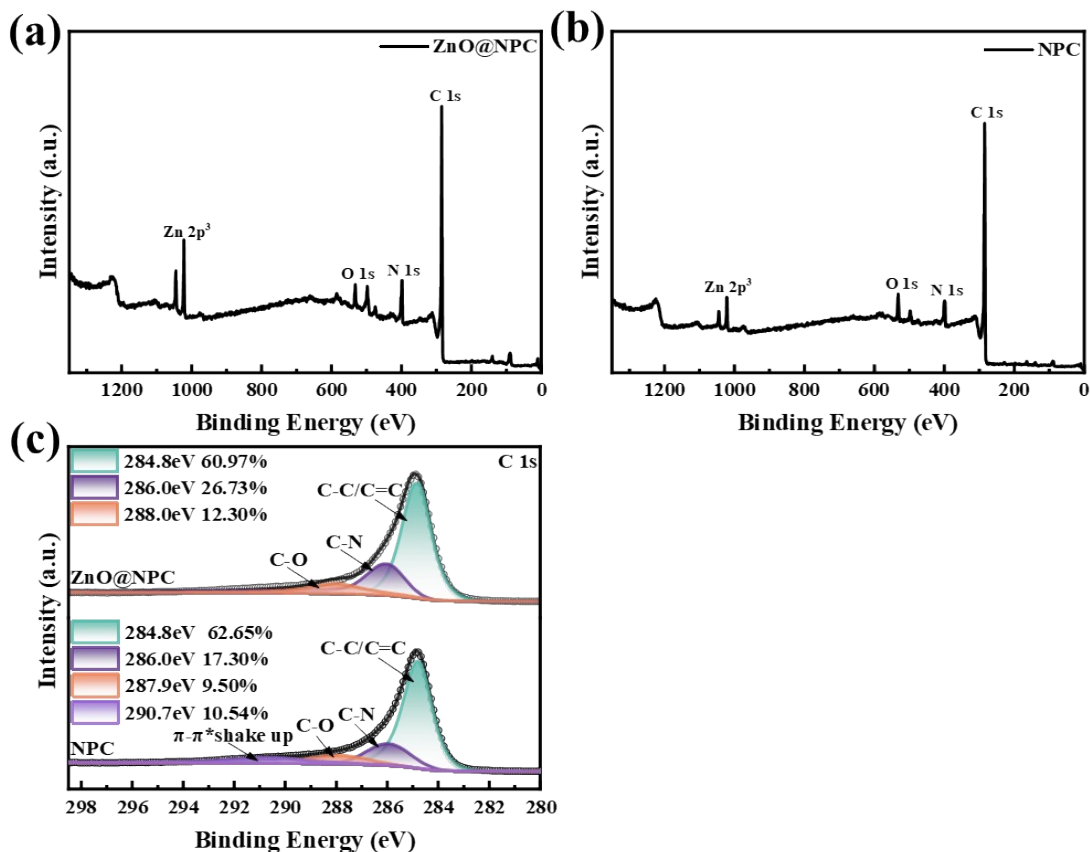 (a)
ZnO@NPC
C 1s
Zn 2p³
O 1s
N 1s
Intensity (a.u.)
1200 1000 800 600 400 200 0
Binding Energy (eV)
(b)
NPC
C 1s
Zn 2p³
O 1s
N 1s
Intensity (a.u.)
1200 1000 800 600 400 200 0
Binding Energy (eV)
(c)
C 1s
284.8eV 60.97%
286.0eV 26.73%
288.0eV 12.30%
C-C/C=C
C-N
C-O
ZnO@NPC
284.8eV 62.65%
286.0eV 17.30%
287.9eV 9.50%
290.7eV 10.54%
C-C/C=C
C-N
C-O
π-π*shake up
NPC
Intensity (a.u.)
298 296 294 292 290 288 286 284 282 280
Binding Energy (eV)